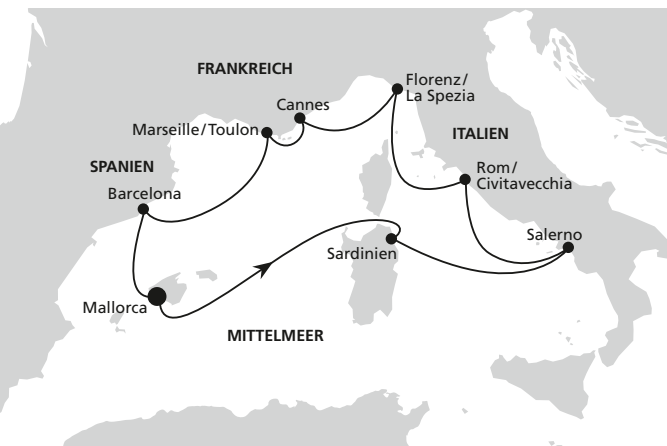 FRANKREICH
Florenz/
La Spezia
Cannes
Marseille/Toulon
ITALIEN
SPANIEN
Rom/
Civitavecchia
Barcelona
Salerno
Sardinien
Mallorca
MITTELMEER